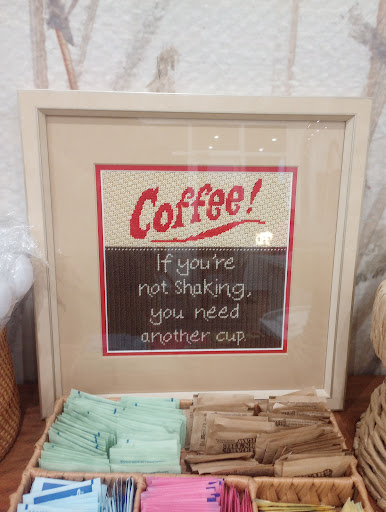 Coffee!
If you're
not shaking,
you need
another cup.